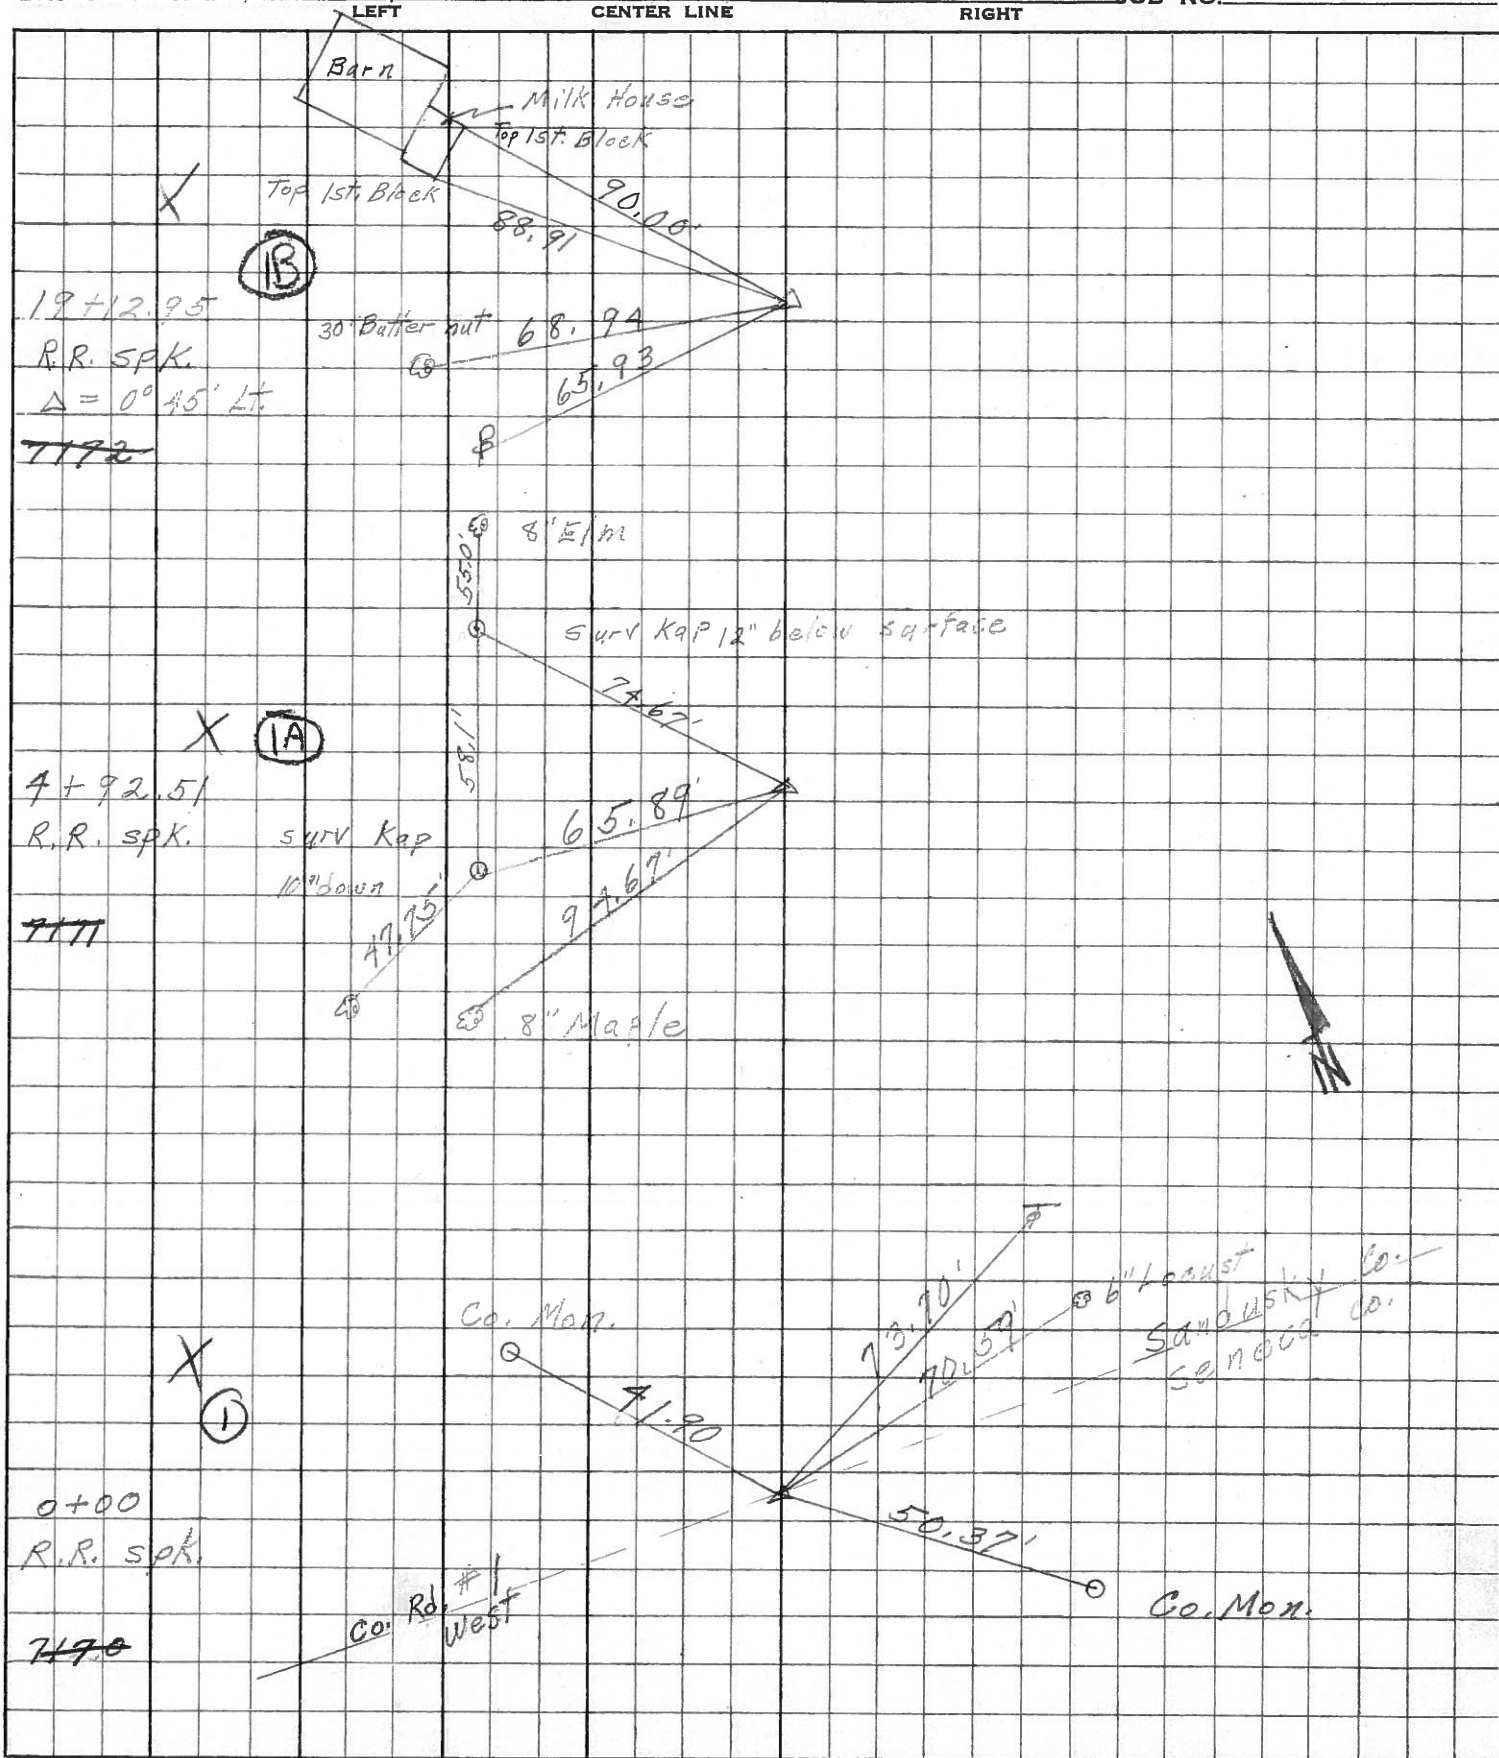 JOB NO.
LEFT CENTER LINE RIGHT
Barn
Milk House
Top 1st. Block
Top 1st. Block
90.00'
88.91
1B
19+12.95
R.R. spk.
Δ = 0° 45' Lt.
7172
30" Butter nut
68.94
65.93
8" Elm
55.0'
Surv Kap 12" below surface
74.67'
58.1'
X 1A
4+92.51
R.R. spk.
7171
surv Kap
10" down
65.89'
97.67'
47.75'
8" Maple
N
Co. Mon.
41.90
73.70'
70.59'
6" Locust
Sandusky Co.
Seneca Co.
X
1
0+00
R.R. spk.
7170
50.37'
Co. Mon.
Co. Rd. #1
West